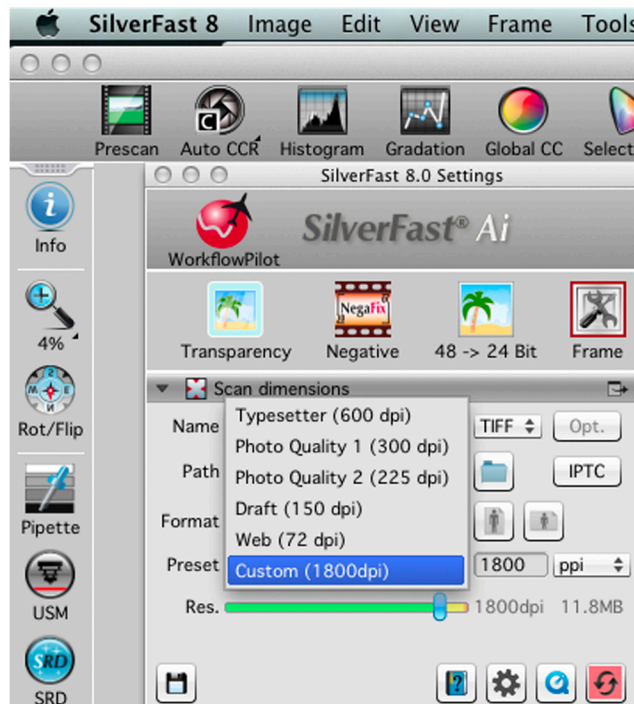 SilverFast 8 Image Edit View Frame Tools
Prescan Auto CCR Histogram Gradation Global CC Select
SilverFast 8.0 Settings
SilverFast® Ai
WorkflowPilot
Info
NegaFix
Transparency Negative 48 -> 24 Bit Frame
4%
Scan dimensions
Rot/Flip
Name TIFF Opt.
Typesetter (600 dpi)
Photo Quality 1 (300 dpi)
Path IPTC
Photo Quality 2 (225 dpi)
Draft (150 dpi)
Format
Web (72 dpi)
Pipette
Preset Custom (1800dpi) 1800 ppi
Res. 1800dpi 11.8MB
USM
SRD
SRD